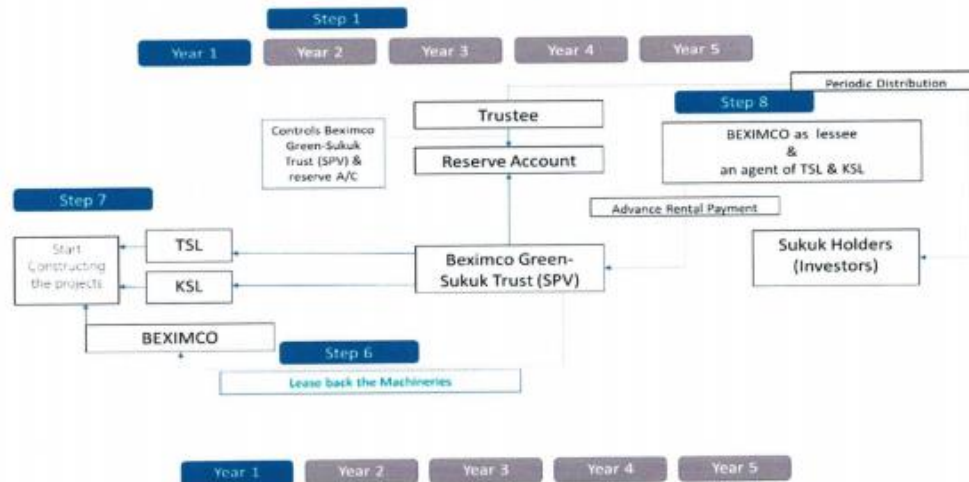 Step 1
Year 1
Year 2
Year 3
Year 4
Year 5
Periodic Distribution
Step 8
Trustee
Controls Beximco
Green-Sukuk
Trust (SPV) &
reserve A/C
Reserve Account
BEXIMCO as lessee
&
an agent of TSL & KSL
Step 7
Advance Rental Payment
Start
Constructing
the projects
TSL
KSL
Beximco Green-
Sukuk Trust (SPV)
Sukuk Holders
(Investors)
BEXIMCO
Step 6
Lease back the Machineries
Year 1
Year 2
Year 3
Year 4
Year 5